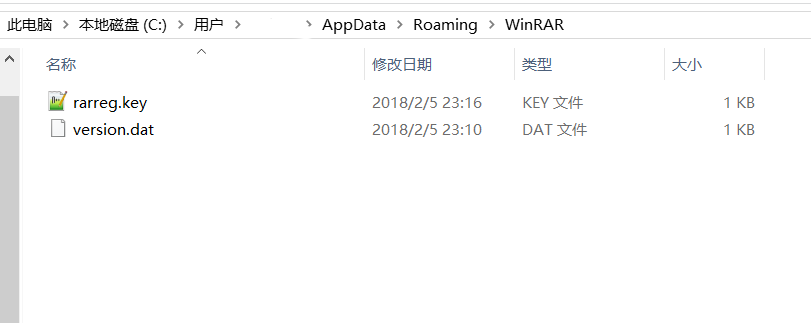 此电脑 > 本地磁盘 (C:) > 用户 > > AppData > Roaming > WinRAR
名称 修改日期 类型 大小
rarreg.key 2018/2/5 23:16 KEY 文件 1 KB
version.dat 2018/2/5 23:10 DAT 文件 1 KB